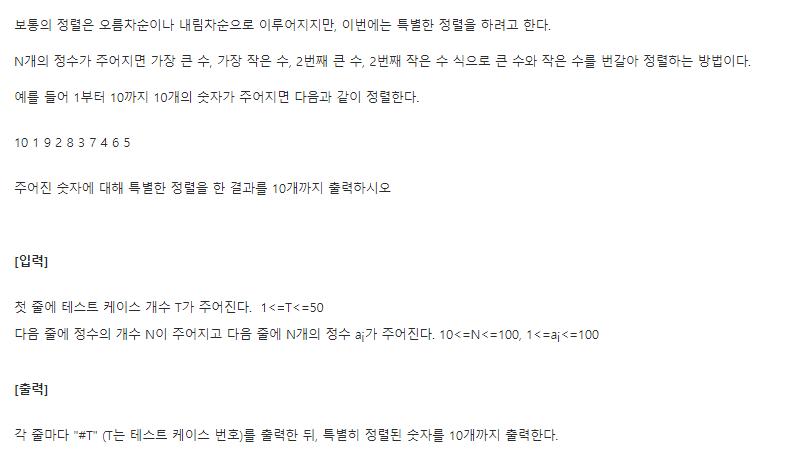 보통의 정렬은 오름차순이나 내림차순으로 이루어지지만, 이번에는 특별한 정렬을 하려고 한다.
N개의 정수가 주어지면 가장 큰 수, 가장 작은 수, 2번째 큰 수, 2번째 작은 수 식으로 큰 수와 작은 수를 번갈아 정렬하는 방법이다.
예를 들어 1부터 10까지 10개의 숫자가 주어지면 다음과 같이 정렬한다.
10 1 9 2 8 3 7 4 6 5
주어진 숫자에 대해 특별한 정렬을 한 결과를 10개까지 출력하시오
[입력]
첫 줄에 테스트 케이스 개수 T가 주어진다.  1<=T<=50
다음 줄에 정수의 개수 N이 주어지고 다음 줄에 N개의 정수 ai가 주어진다. 10<=N<=100, 1<=ai<=100
[출력]
각 줄마다 "#T" (T는 테스트 케이스 번호)를 출력한 뒤, 특별히 정렬된 숫자를 10개까지 출력한다.